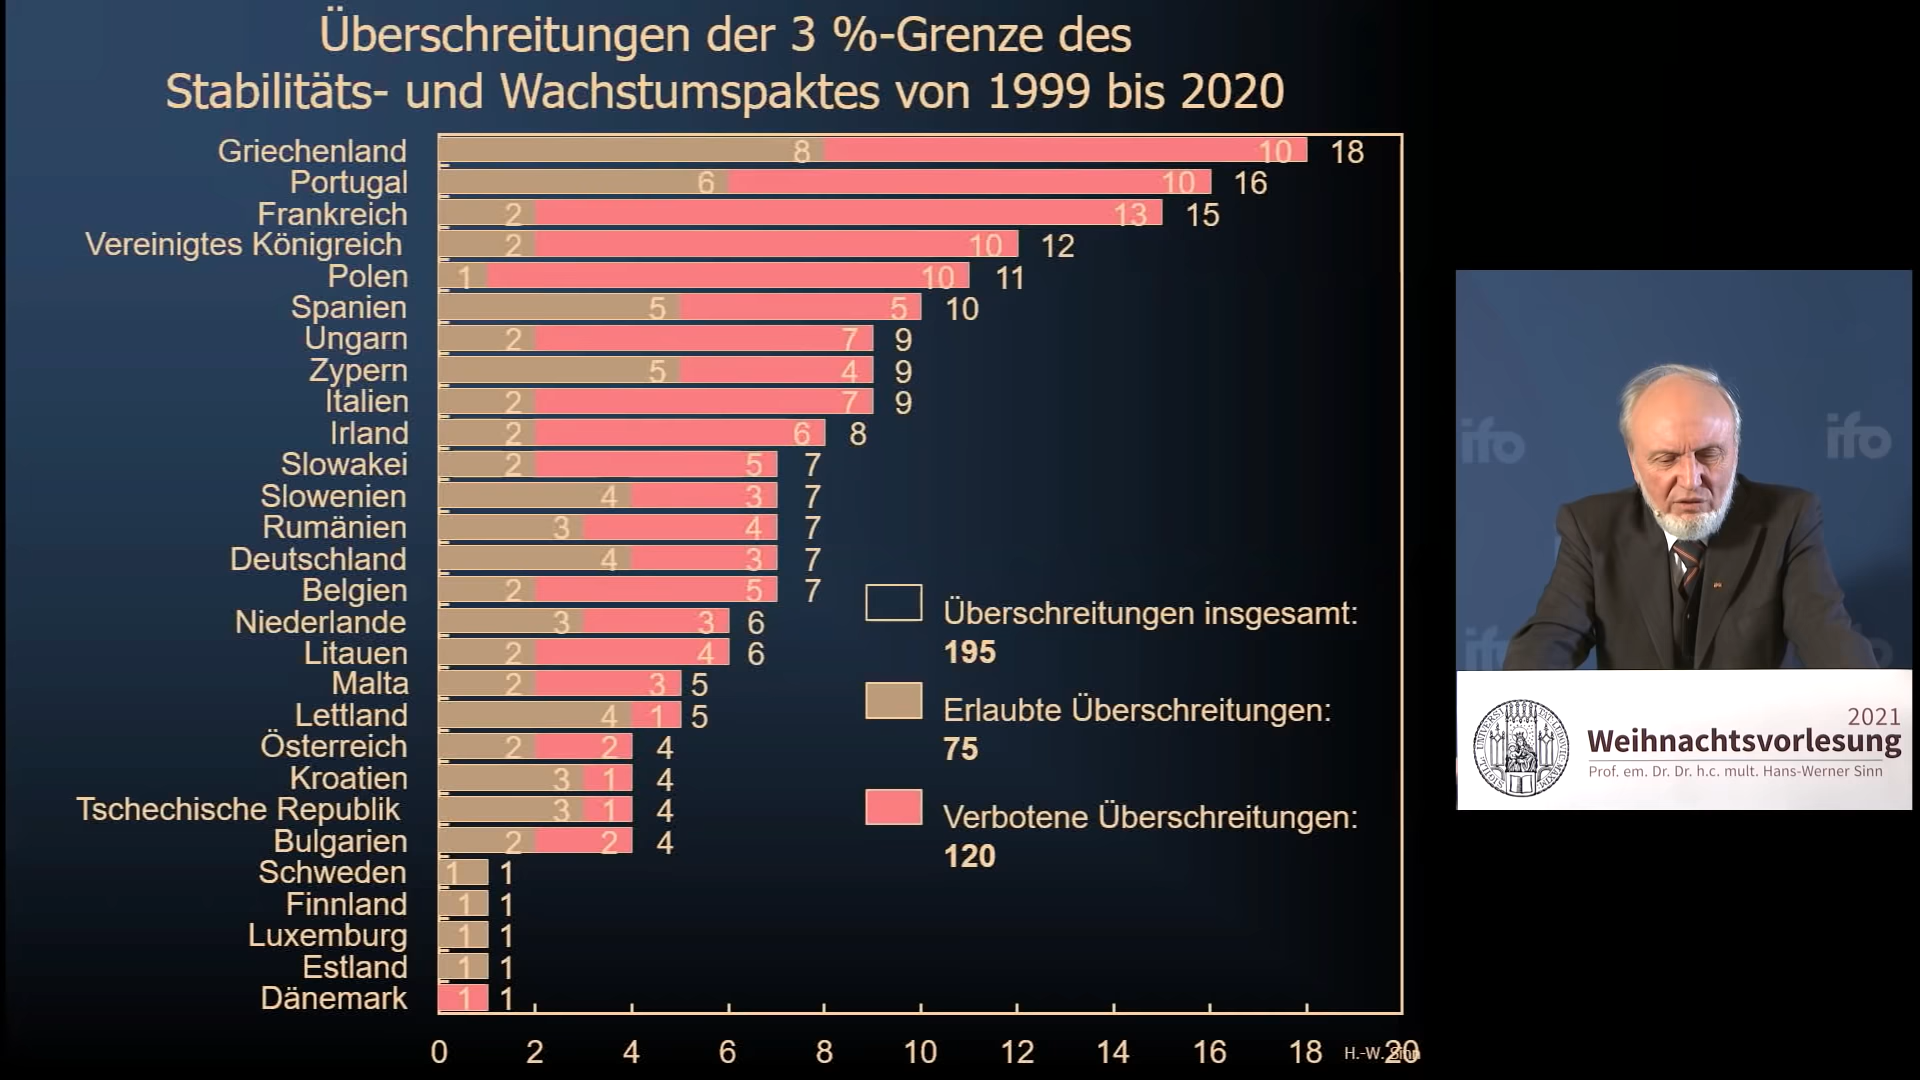 Überschreitungen der 3 %-Grenze des
Stabilitäts- und Wachstumspaktes von 1999 bis 2020
Griechenland 8 10 18
Portugal 6 10 16
Frankreich 2 13 15
Vereinigtes Königreich 2 10 12
Polen 1 10 11
Spanien 5 5 10
Ungarn 2 7 9
Zypern 5 4 9
Italien 2 7 9
Irland 2 6 8
Slowakei 2 5 7
Slowenien 4 3 7
Rumänien 3 4 7
Deutschland 4 3 7
Belgien 2 5 7
Niederlande 3 3 6
Litauen 2 4 6
Malta 2 3 5
Lettland 4 1 5
Österreich 2 2 4
Kroatien 3 1 4
Tschechische Republik 3 1 4
Bulgarien 2 2 4
Schweden 1 1
Finnland 1 1
Luxemburg 1 1
Estland 1 1
Dänemark 1 1
0 2 4 6 8 10 12 14 16 18 20
H.-W. Sinn
Überschreitungen insgesamt:
195
Erlaubte Überschreitungen:
75
Verbotene Überschreitungen:
120
ifo
ifo
ifo
2021
Weihnachtsvorlesung
Prof. em. Dr. Dr. h.c. mult. Hans-Werner Sinn